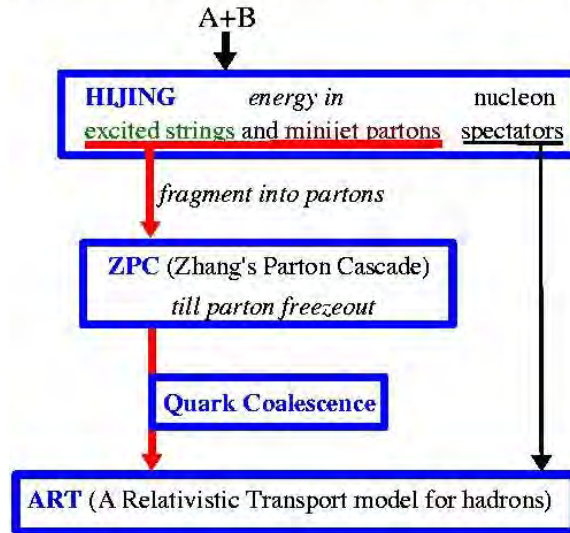 A+B
HIJING energy in nucleon
excited strings and minijet partons spectators
fragment into partons
ZPC (Zhang's Parton Cascade)
till parton freezeout
Quark Coalescence
ART (A Relativistic Transport model for hadrons)